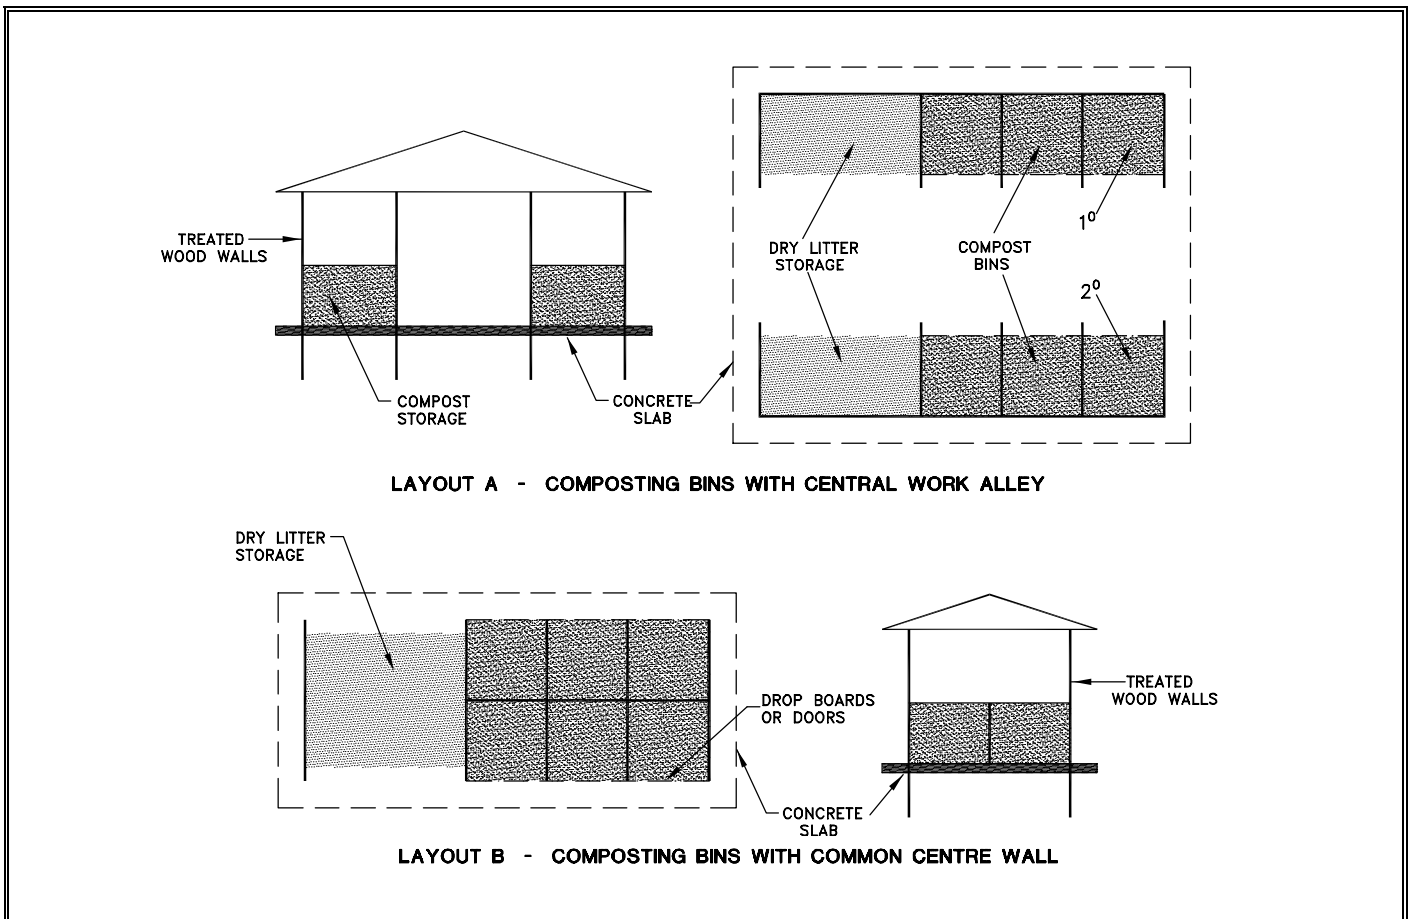 TREATED
WOOD WALLS
COMPOST
STORAGE
CONCRETE
SLAB
DRY LITTER
STORAGE
COMPOST
BINS
1º
2º
LAYOUT A - COMPOSTING BINS WITH CENTRAL WORK ALLEY
DRY LITTER
STORAGE
DROP BOARDS
OR DOORS
CONCRETE
SLAB
TREATED
WOOD WALLS
LAYOUT B - COMPOSTING BINS WITH COMMON CENTRE WALL